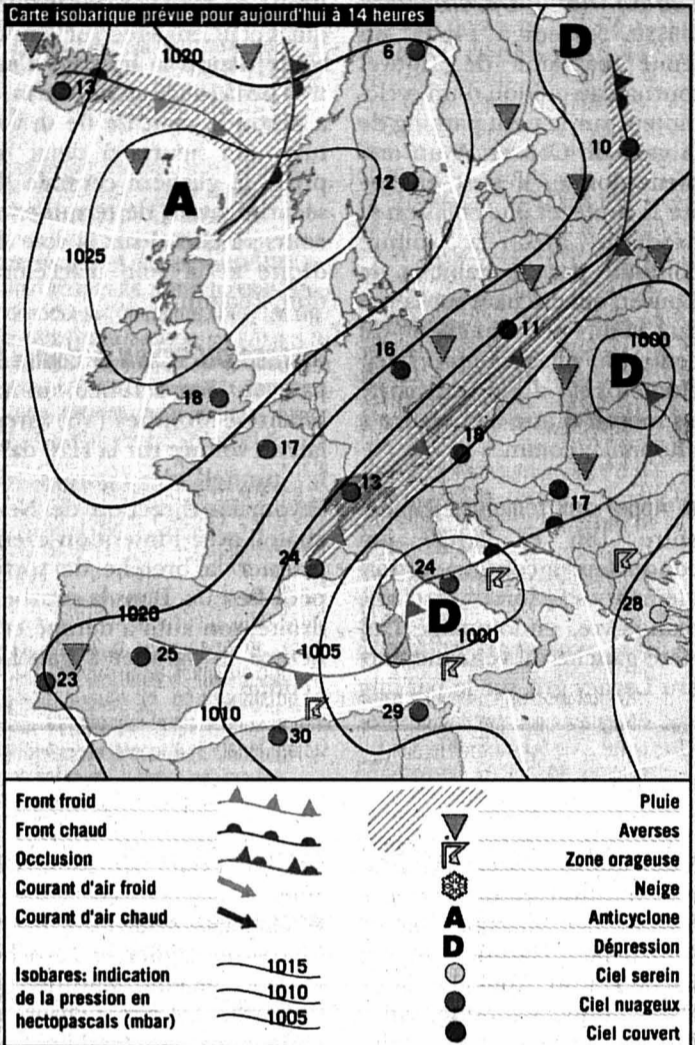 Carte isobarique prévue pour aujourd'hui à 14 heures
1020
6
D
13
10
A
12
1025
11
1000
16
D
18
17
18
13
17
24
24
28
1020
D
1000
25
1005
23
1010
29
30
Front froid
Front chaud
Occlusion
Courant d'air froid
Courant d'air chaud
Isobares: indication
de la pression en
hectopascals (mbar)
1015
1010
1005
Pluie
Averses
Zone orageuse
Neige
A Anticyclone
D Dépression
Ciel serein
Ciel nuageux
Ciel couvert